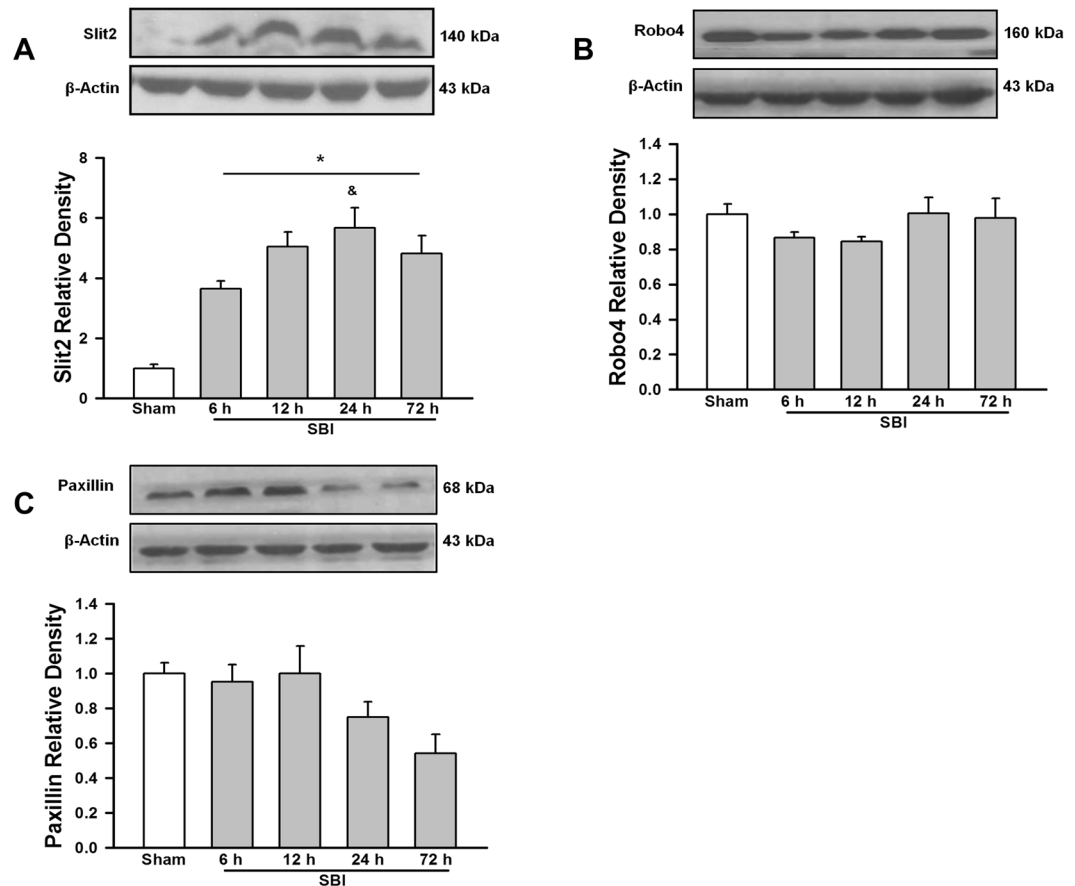 A
Slit2
140 kDa
β-Actin
43 kDa
Slit2 Relative Density
8
6
4
2
0
*
&
Sham
6 h
12 h
24 h
72 h
SBI
B
Robo4
160 kDa
β-Actin
43 kDa
Robo4 Relative Density
1.4
1.2
1.0
0.8
0.6
0.4
0.2
0.0
Sham
6 h
12 h
24 h
72 h
SBI
C
Paxillin
68 kDa
β-Actin
43 kDa
Paxillin Relative Density
1.4
1.2
1.0
0.8
0.6
0.4
0.2
0.0
Sham
6 h
12 h
24 h
72 h
SBI